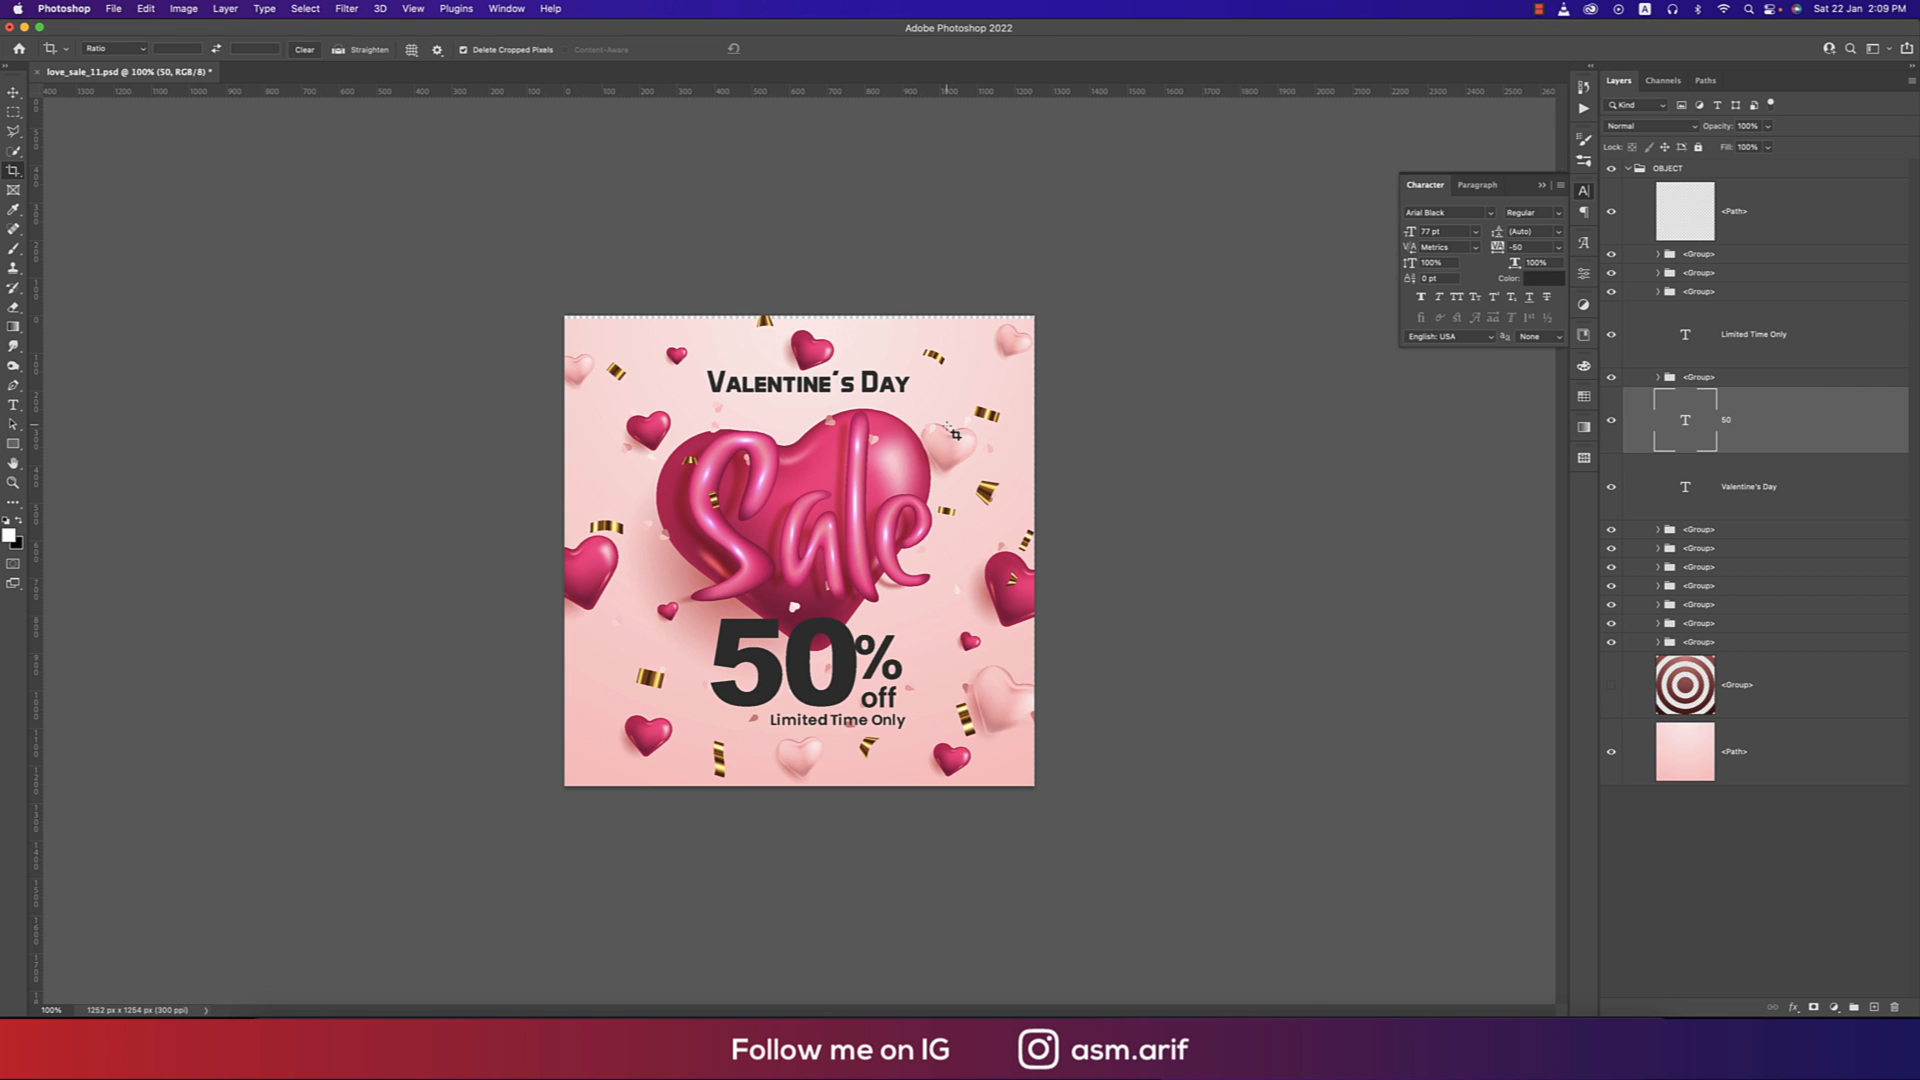 Photoshop File Edit Image Layer Type Select Filter 3D View Plugins Window Help Sat 22 Jan 2:09 PM
Adobe Photoshop 2022
Ratio Clear Straighten Delete Cropped Pixels Content-Aware
love_sale_11.psd @ 100% (50, RGB/8) *
Layers Channels Paths
Kind
Normal Opacity: 100%
Lock: Fill: 100%
OBJECT
<Path>
<Group>
<Group>
<Group>
Limited Time Only
<Group>
50
Valentine's Day
<Group>
<Group>
<Group>
<Group>
<Group>
<Group>
<Group>
<Group>
<Path>
Character Paragraph
Arial Black Regular
77 pt (Auto)
Metrics -50
100% 100%
0 pt Color:
English: USA None
Valentine's Day
Sale
50%
off
Limited Time Only
100% 1252 px x 1254 px (300 ppi)
Follow me on IG asm.arif